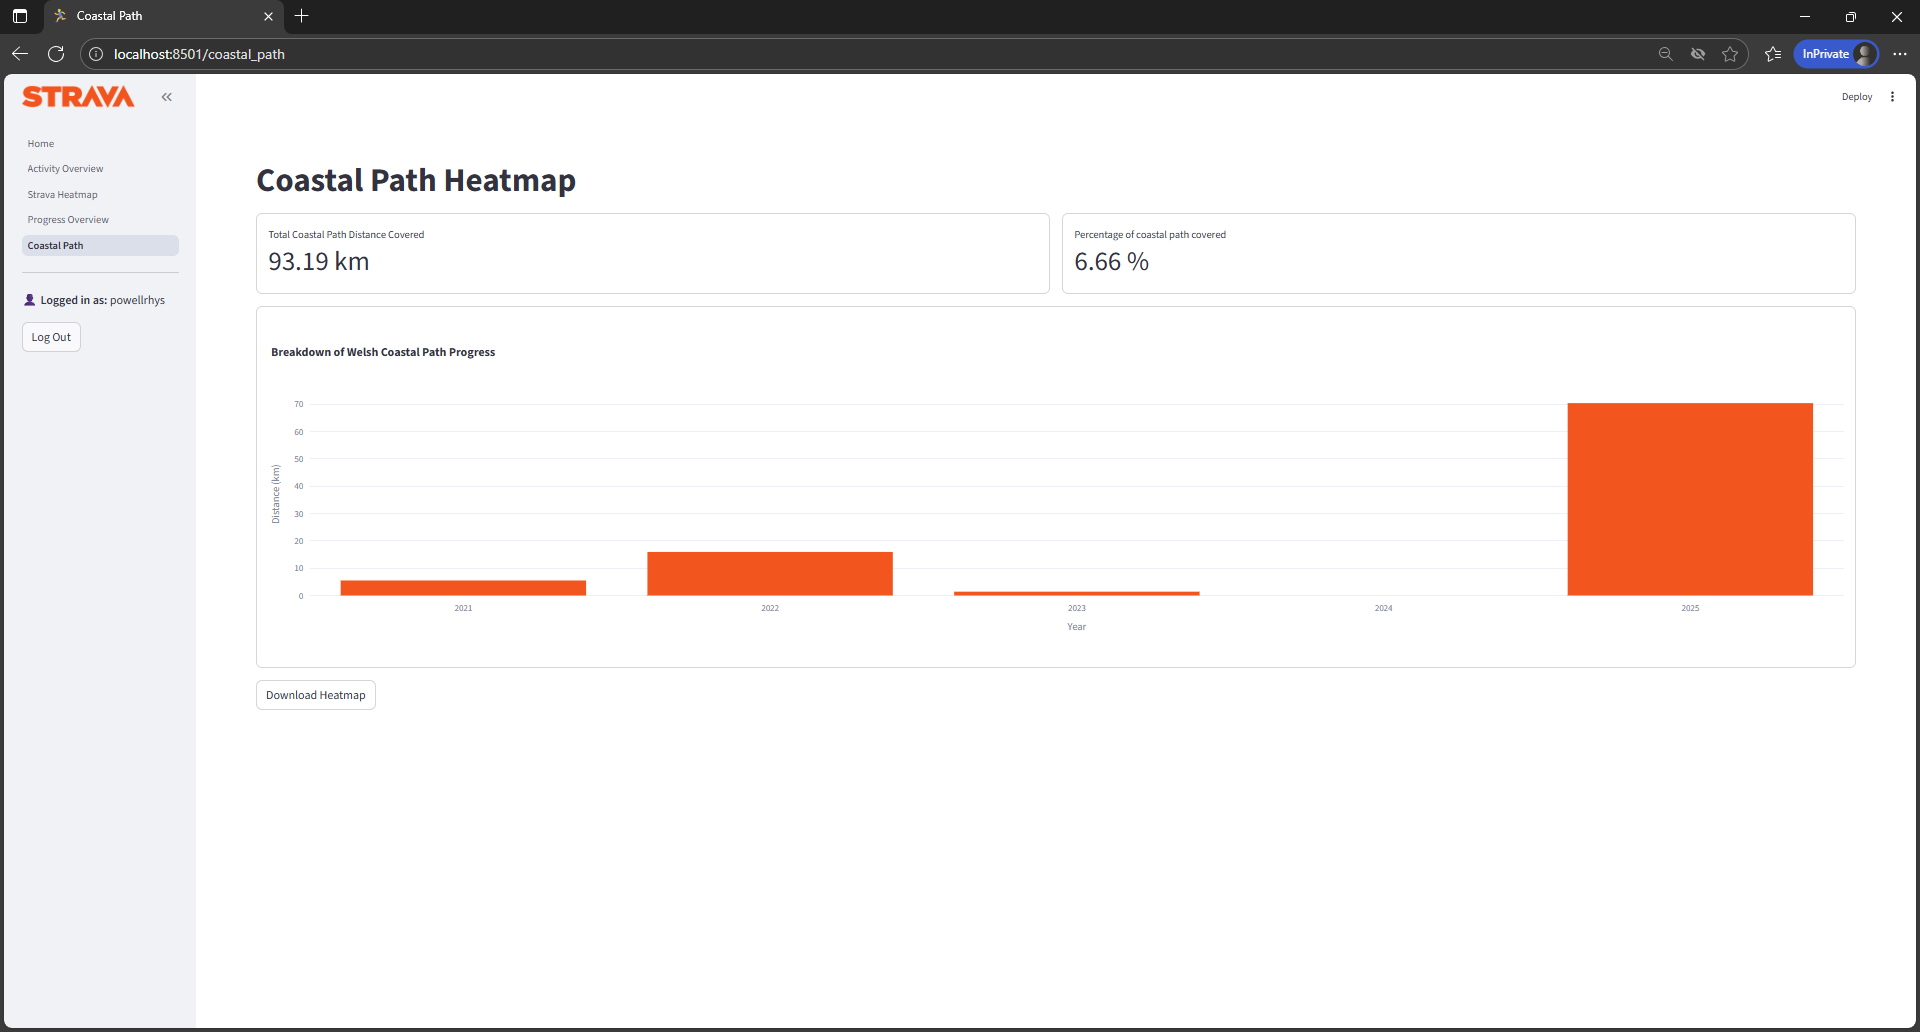 Coastal Path
localhost:8501/coastal_path
InPrivate
STRAVA
Deploy
Home
Activity Overview
Strava Heatmap
Progress Overview
Coastal Path
Logged in as: powellrhys
Log Out
Coastal Path Heatmap
Total Coastal Path Distance Covered
93.19 km
Percentage of coastal path covered
6.66 %
Breakdown of Welsh Coastal Path Progress
70
60
50
40
30
20
10
0
Distance (km)
2021 2022 2023 2024 2025
Year
Download Heatmap